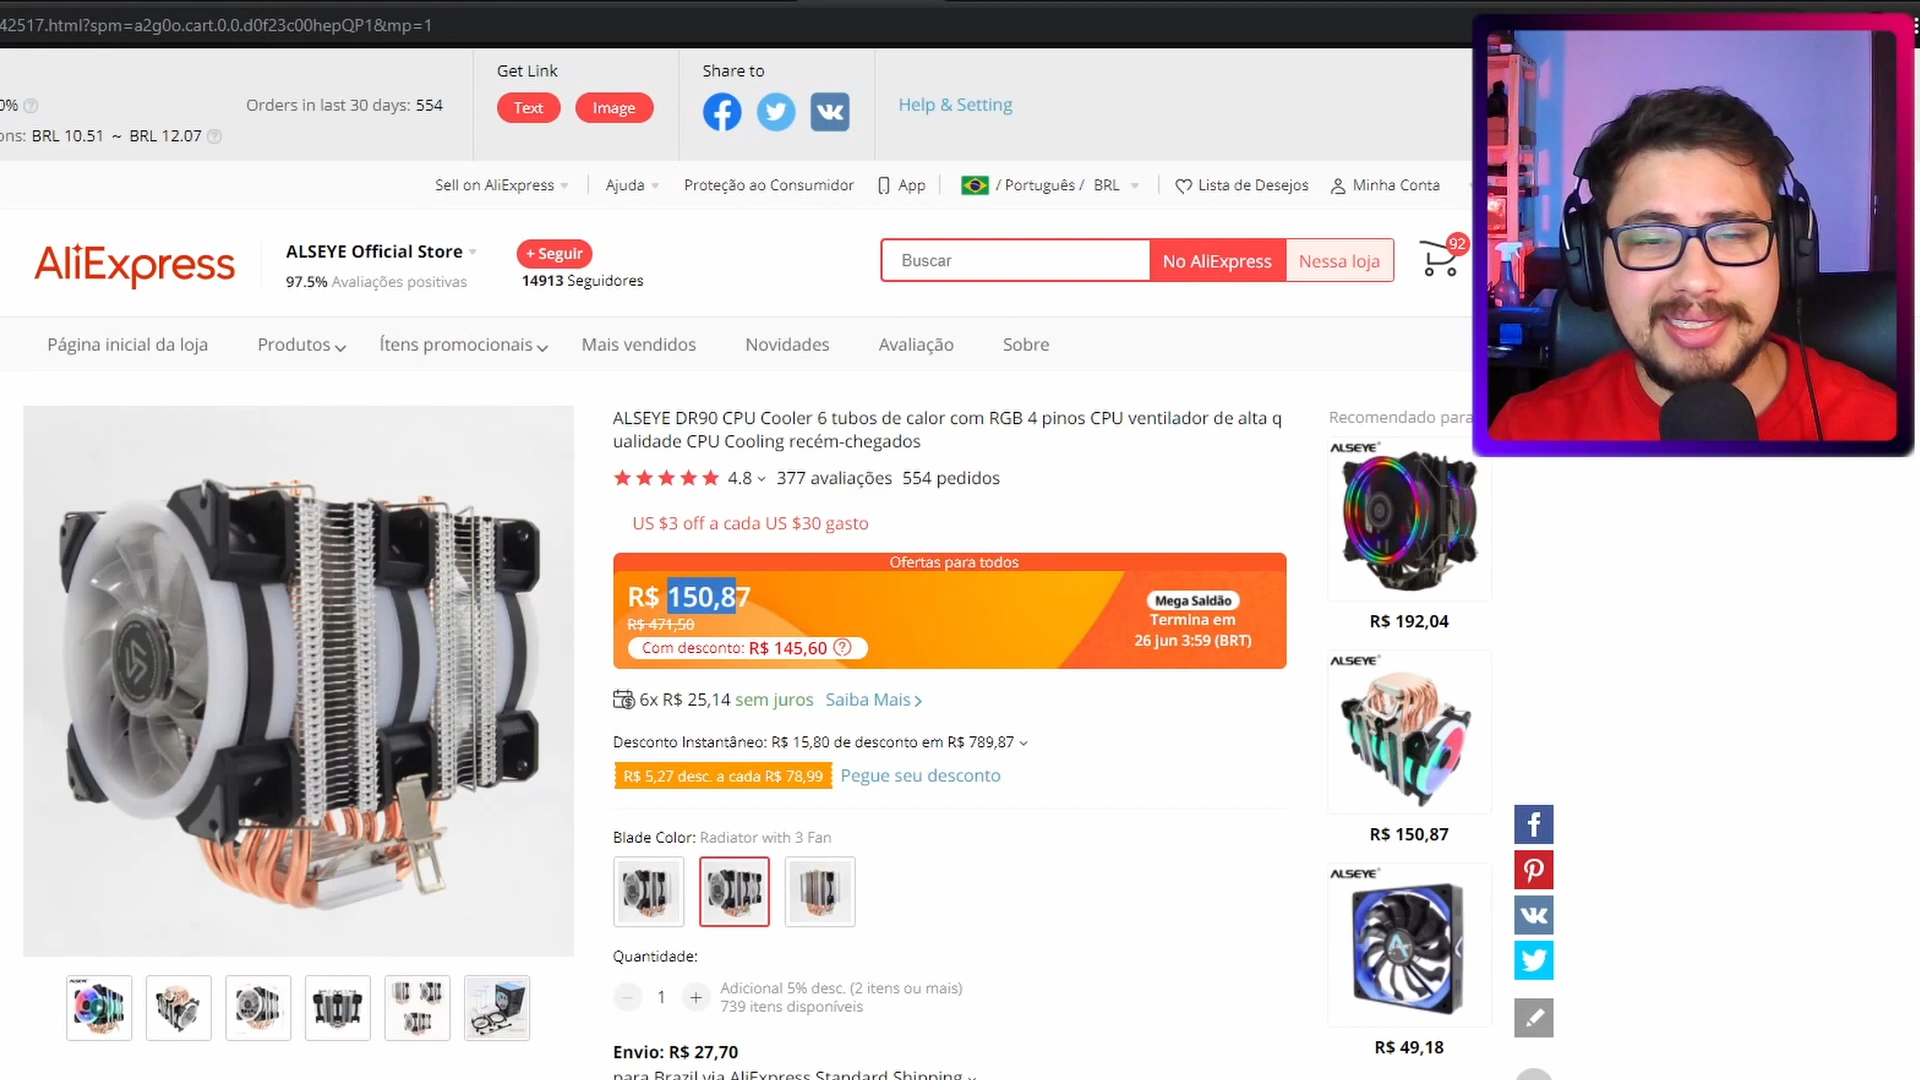 42517.html?spm=a2g0o.cart.0.0.d0f23c00hepQP1&mp=1
Get Link
Share to
0%
Orders in last 30 days: 554
Text
Image
Help & Setting
ons: BRL 10.51 ~ BRL 12.07
Sell on AliExpress
Ajuda
Proteção ao Consumidor
App
/ Português / BRL
Lista de Desejos
Minha Conta
AliExpress
ALSEYE Official Store
97.5% Avaliações positivas
+ Seguir
14913 Seguidores
Buscar
No AliExpress
Nessa loja
92
Página inicial da loja
Produtos
Ítens promocionais
Mais vendidos
Novidades
Avaliação
Sobre
ALSEYE DR90 CPU Cooler 6 tubos de calor com RGB 4 pinos CPU ventilador de alta q
ualidade CPU Cooling recém-chegados
4.8 377 avaliações 554 pedidos
US $3 off a cada US $30 gasto
Ofertas para todos
R$ 150,87
R$ 471,50
Com desconto: R$ 145,60
Mega Saldão
Termina em
26 jun 3:59 (BRT)
6x R$ 25,14 sem juros Saiba Mais
Desconto Instantâneo: R$ 15,80 de desconto em R$ 789,87
R$ 5,27 desc. a cada R$ 78,99
Pegue seu desconto
Blade Color: Radiator with 3 Fan
Quantidade:
1
Adicional 5% desc. (2 itens ou mais)
739 itens disponíveis
Envio: R$ 27,70
para Brazil via AliExpress Standard Shipping
Recomendado para
ALSEYE
R$ 192,04
ALSEYE
R$ 150,87
ALSEYE
R$ 49,18
ALSEYE